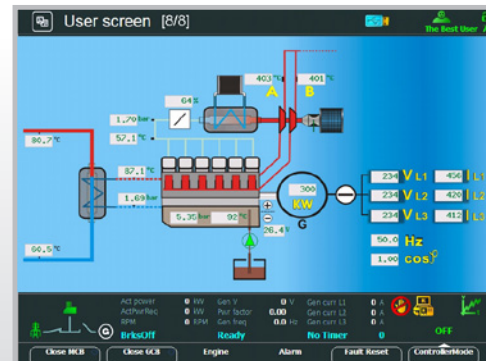 User screen [8/8]
The Best User
403 °C 401 °C
A B
64 %
1.70 bar
57.1 °C
80.7 °C
87.1 °C
1.69 bar
60.5 °C
5.35 bar 92 °C
26.4 V
300
KW
G
234 V L1 456 I L1
234 V L2 420 I L2
234 V L3 412 I L3
50.0 Hz
1.00 cos
Act power 0 kW Gen V 0 V Gen curr L1 0 A
ActPwrReq 0 kW Pwr factor 0.00 Gen curr L2 0 A
RPM 0 RPM Gen freq 0.0 Hz Gen curr L3 0 A
G BrksOff Ready No Timer 0 OFF
Close MCB Close GCB Engine Alarm Fault Reset ControllerMode